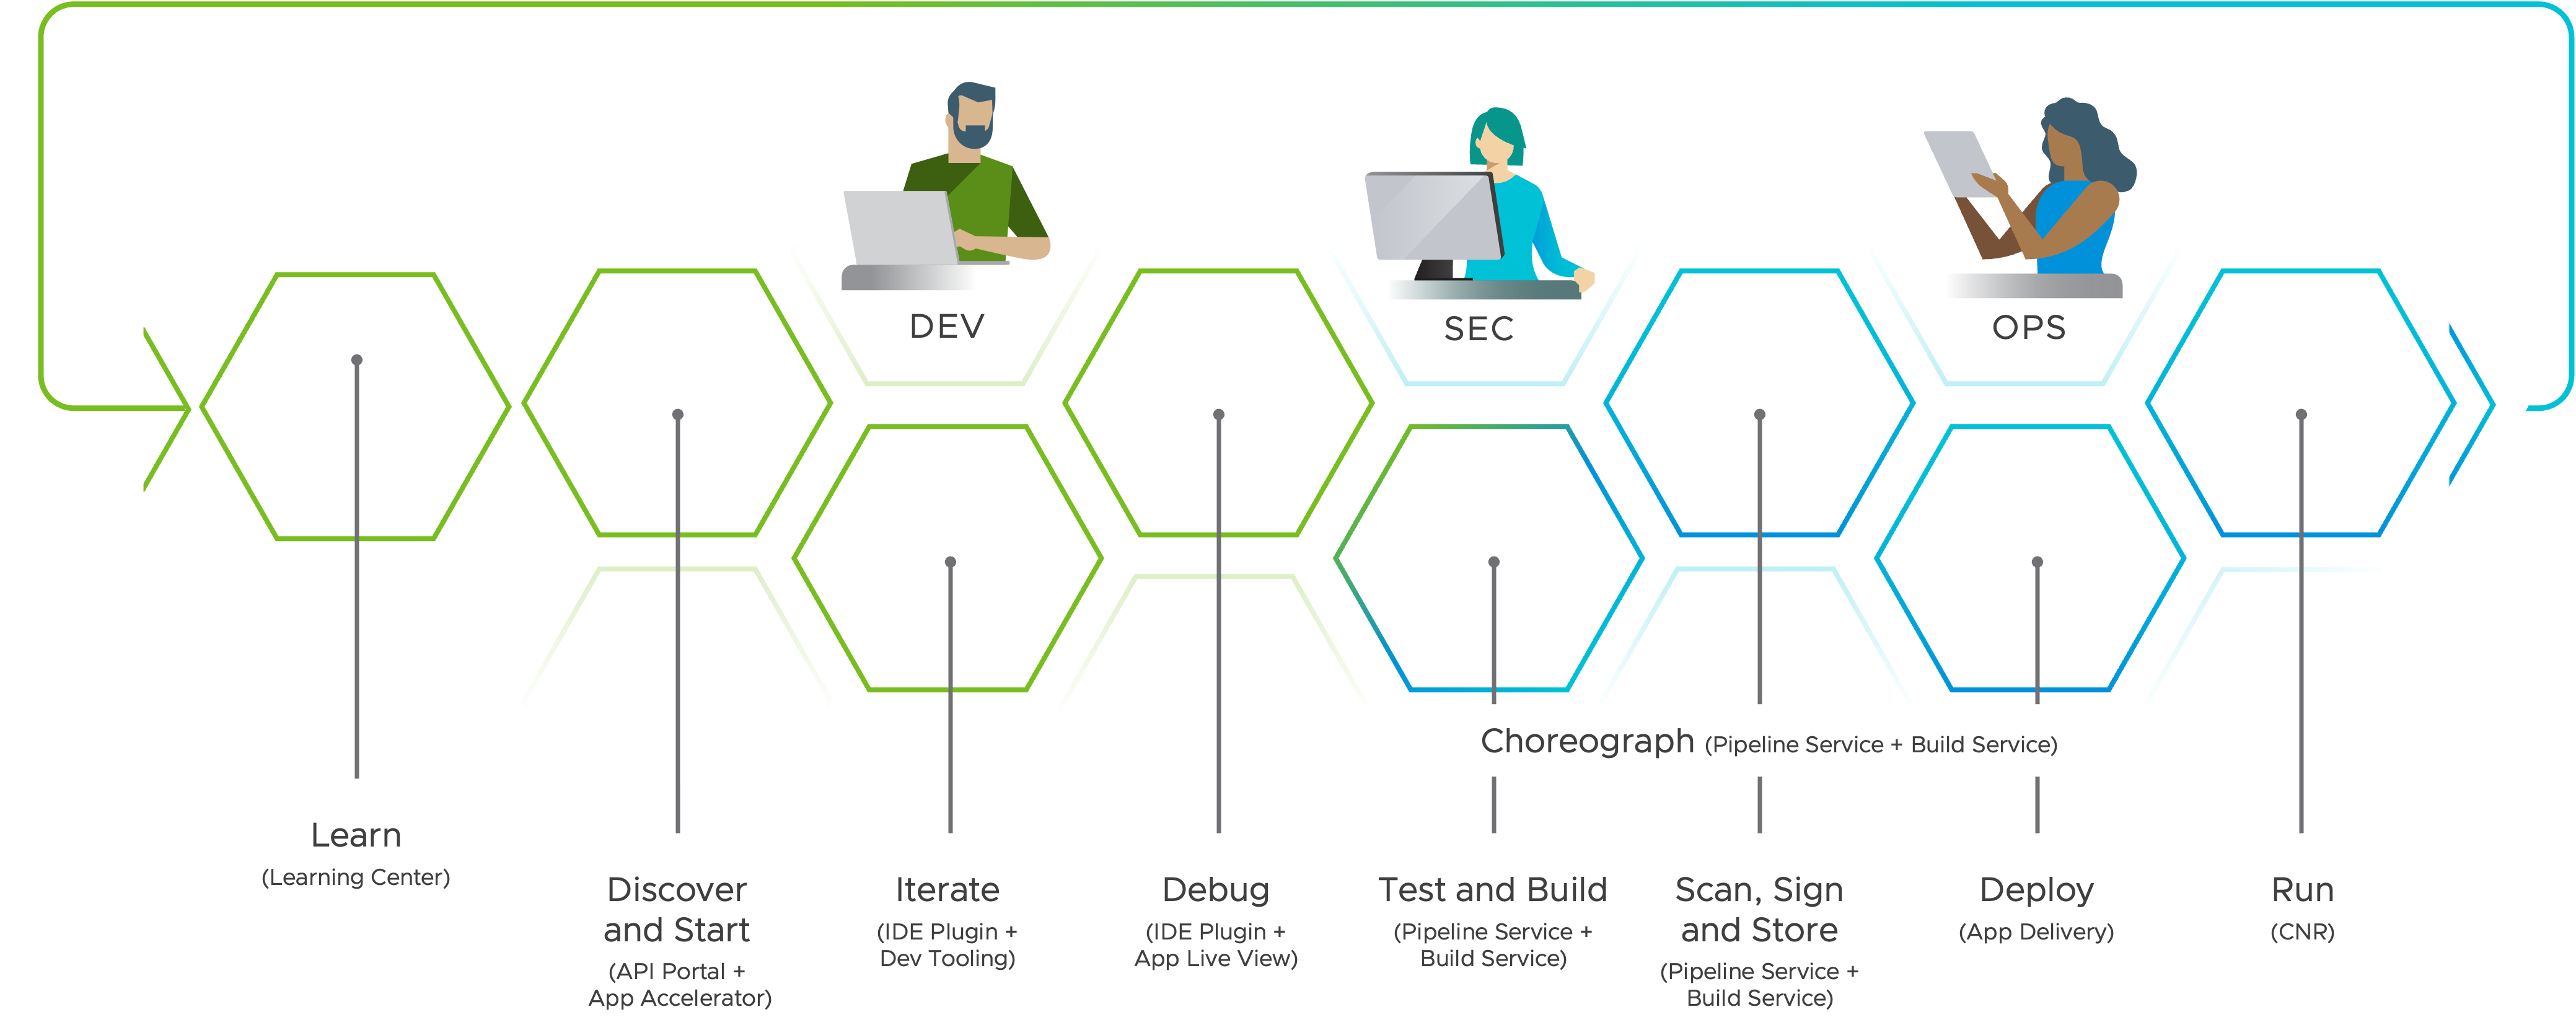 DEV
SEC
OPS
Choreograph (Pipeline Service + Build Service)
Learn
(Learning Center)
Discover
and Start
(API Portal +
App Accelerator)
Iterate
(IDE Plugin +
Dev Tooling)
Debug
(IDE Plugin +
App Live View)
Test and Build
(Pipeline Service +
Build Service)
Scan, Sign
and Store
(Pipeline Service +
Build Service)
Deploy
(App Delivery)
Run
(CNR)